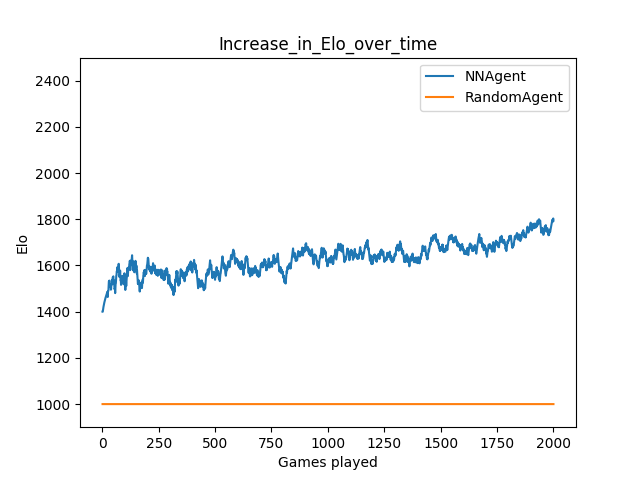 Increase_in_Elo_over_time
NNAgent
RandomAgent
2400
2200
2000
1800
1600
1400
1200
1000
Elo
0 250 500 750 1000 1250 1500 1750 2000
Games played